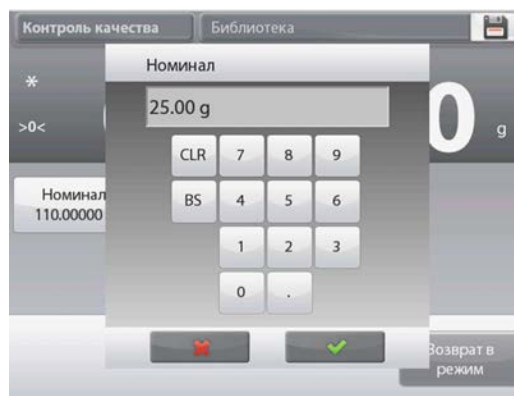 Контроль качества
Библиотека
Номинал
*
25.00 g
>0<
0 g
CLR 7 8 9
Номинал
110.00000
BS 4 5 6
1 2 3
0 .
Возврат в
режим